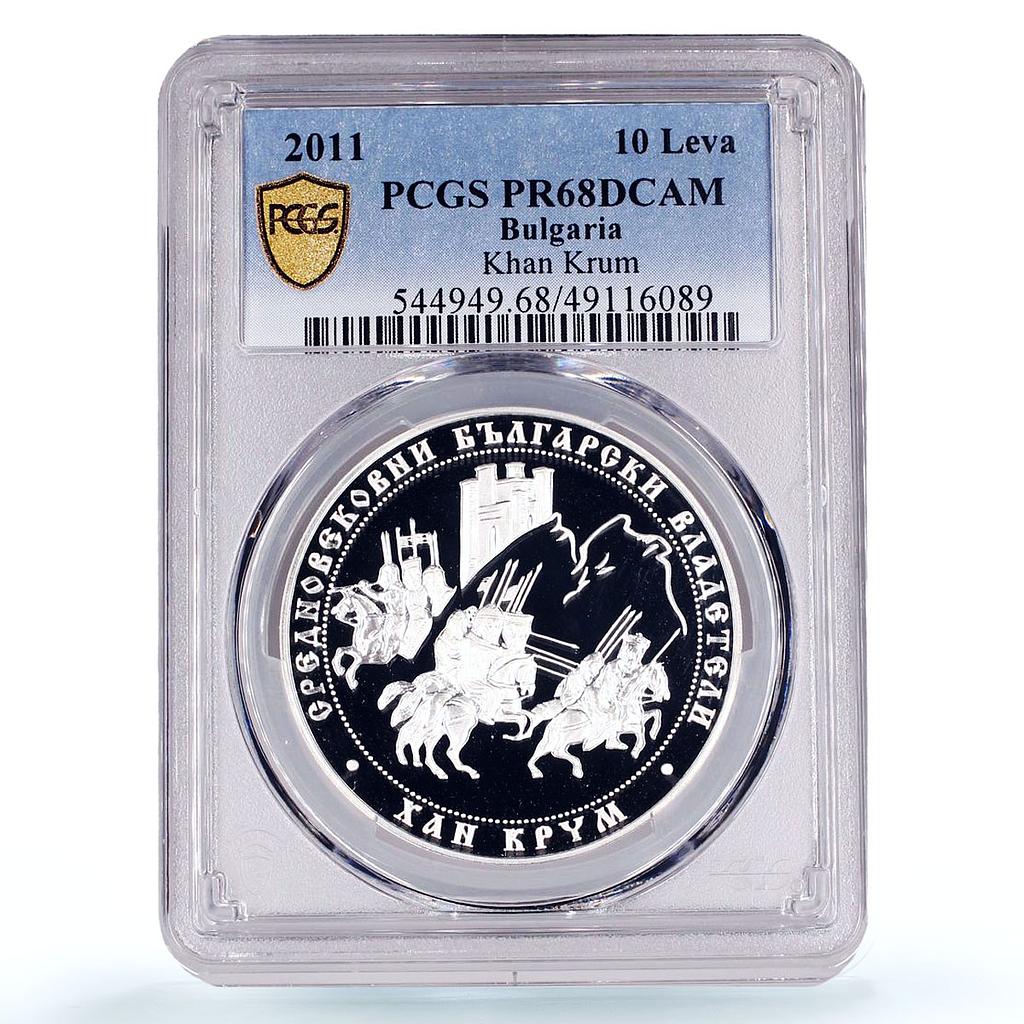 2011 10 Leva
PCGS PR68DCAM
PCGS
Bulgaria
Khan Krum
544949.68/49116089
СРЕДНОВЕКОВНИ БЪЛГАРСКИ ВЛАДЕТЕЛИ
ХАН КРУМ